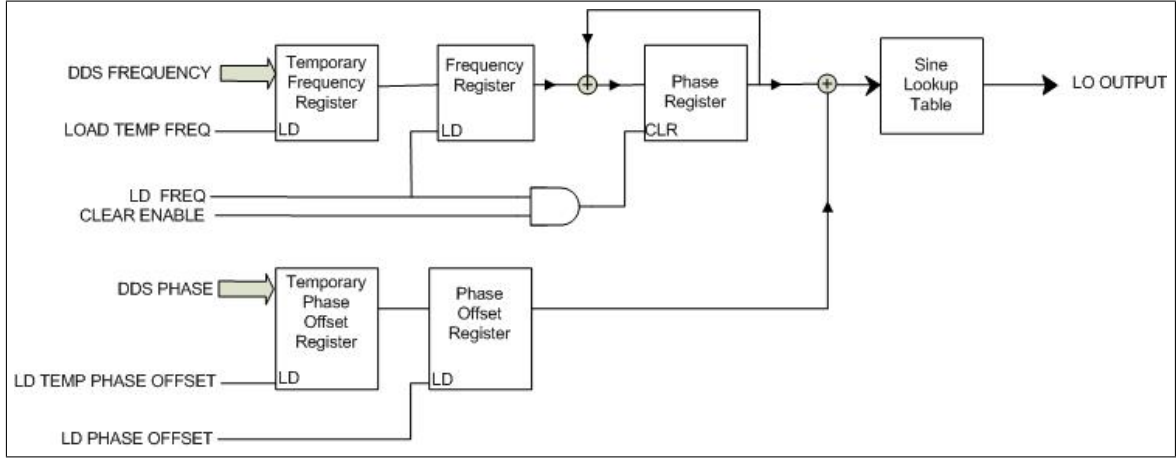 DDS FREQUENCY
LOAD TEMP FREQ
Temporary
Frequency
Register
LD
Frequency
Register
LD
+
Phase
Register
CLR
+
Sine
Lookup
Table
LO OUTPUT
LD FREQ
CLEAR ENABLE
DDS PHASE
LD TEMP PHASE OFFSET
LD PHASE OFFSET
Temporary
Phase
Offset
Register
LD
Phase
Offset
Register
LD